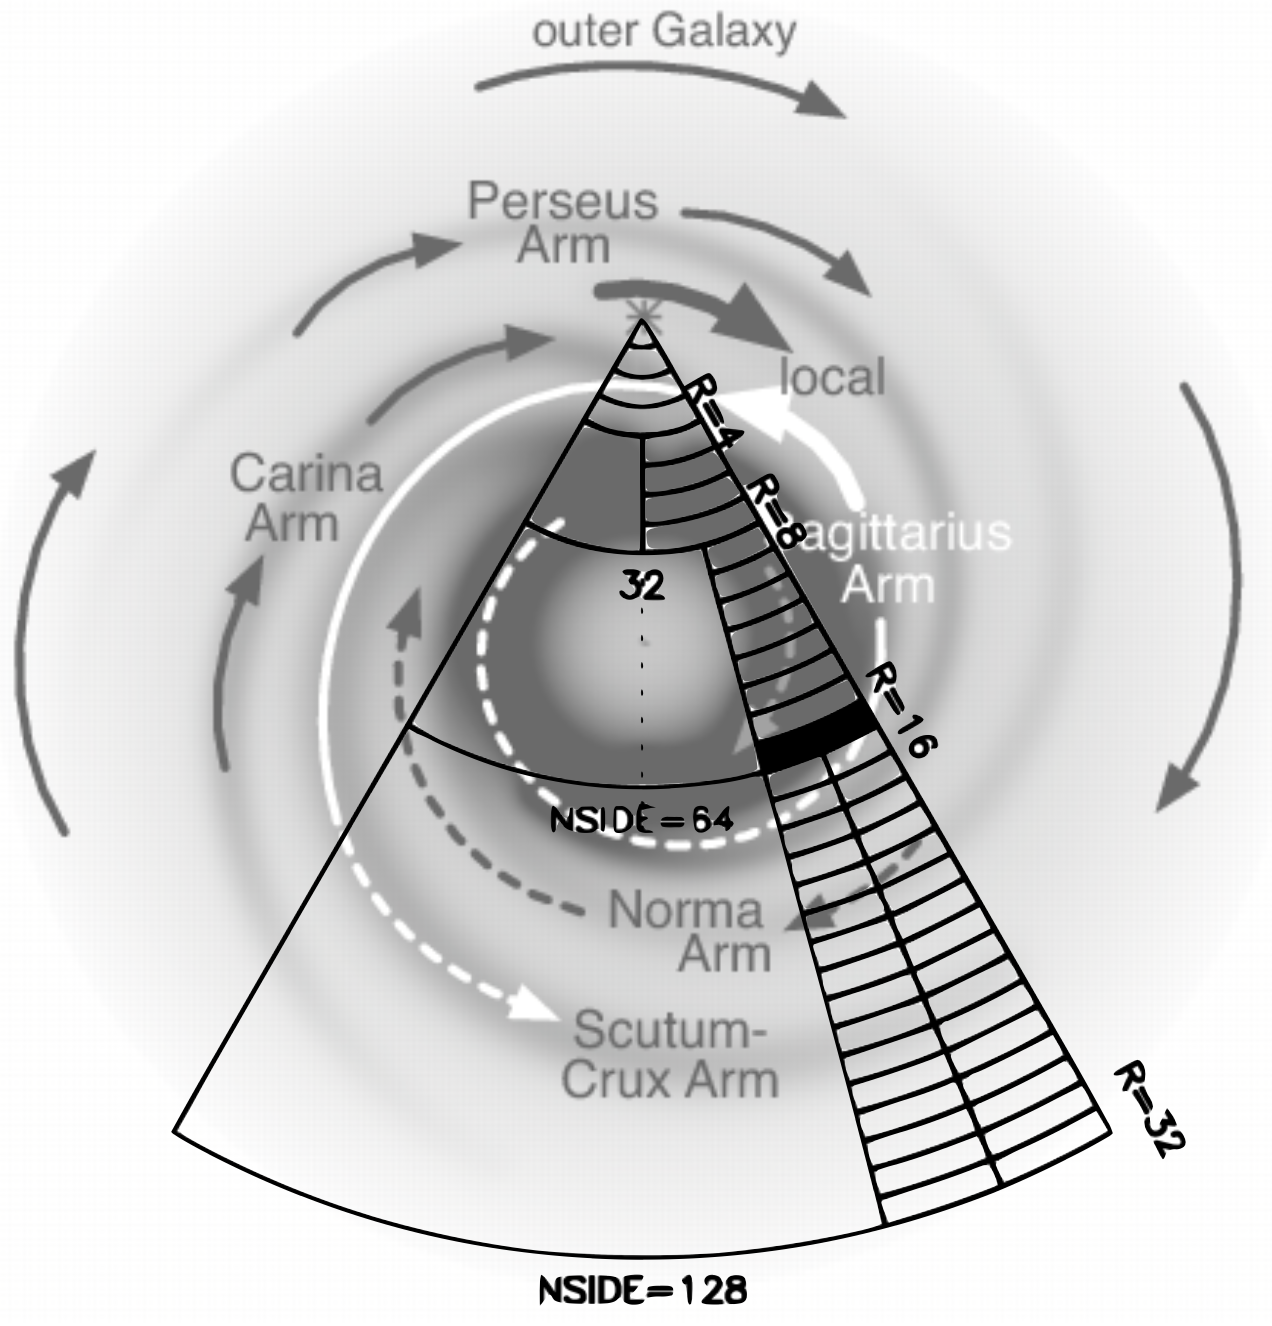 outer Galaxy
Perseus
Arm
local
R=4
Carina
Arm
R=8
agittarius
Arm
32
R=16
NSIDE=64
Norma
Arm
Scutum-
Crux Arm
R=32
NSIDE=128